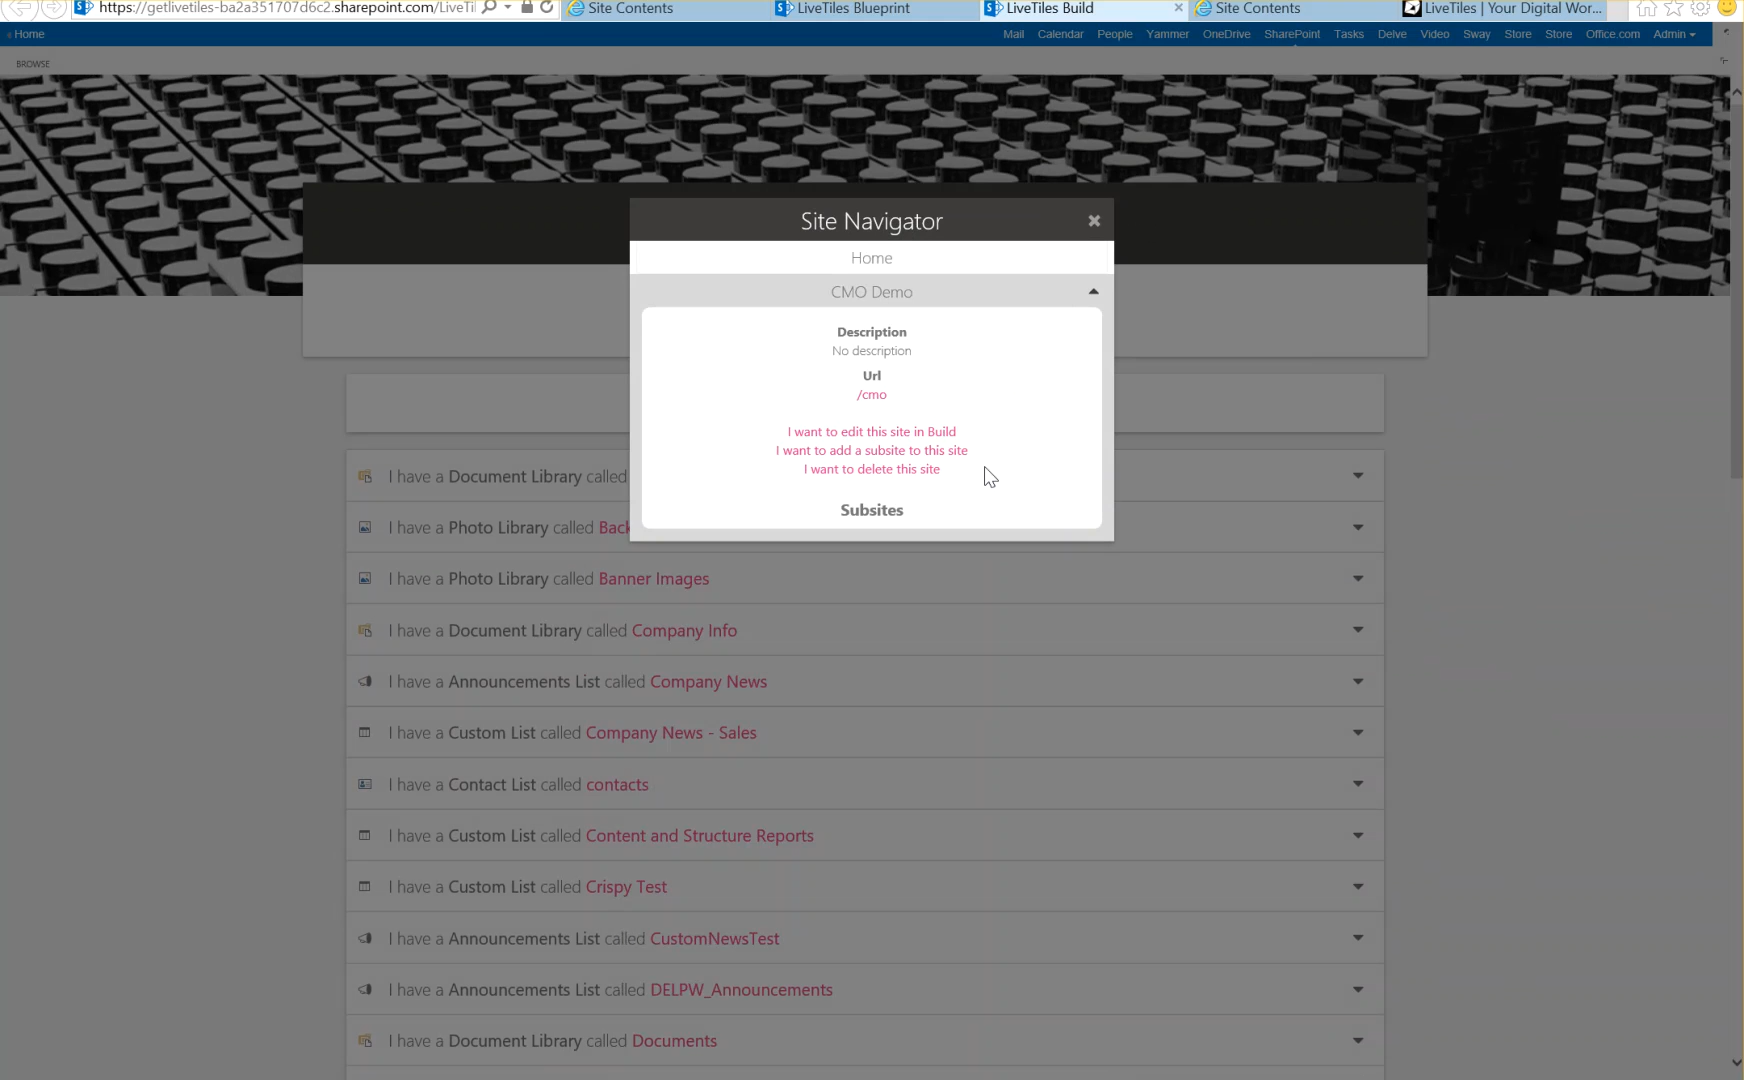 https://getlivetiles-ba2a351707d6c2.sharepoint.com/LiveTil
Site Contents
LiveTiles Blueprint
LiveTiles Build
Site Contents
LiveTiles | Your Digital Wor...
Home
Mail Calendar People Yammer OneDrive SharePoint Tasks Delve Video Sway Store Store Office.com Admin
BROWSE
Site Navigator
Home
CMO Demo
Description
No description
Url
/cmo
I want to edit this site in Build
I want to add a subsite to this site
I want to delete this site
Subsites
I have a Document Library called
I have a Photo Library called Back
I have a Photo Library called Banner Images
I have a Document Library called Company Info
I have a Announcements List called Company News
I have a Custom List called Company News - Sales
I have a Contact List called contacts
I have a Custom List called Content and Structure Reports
I have a Custom List called Crispy Test
I have a Announcements List called CustomNewsTest
I have a Announcements List called DELPW_Announcements
I have a Document Library called Documents